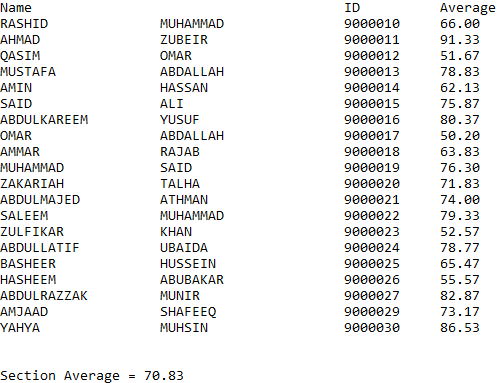 Name ID Average
RASHID MUHAMMAD 9000010 66.00
AHMAD ZUBEIR 9000011 91.33
QASIM OMAR 9000012 51.67
MUSTAFA ABDALLAH 9000013 78.83
AMIN HASSAN 9000014 62.13
SAID ALI 9000015 75.87
ABDULKAREEM YUSUF 9000016 80.37
OMAR ABDALLAH 9000017 50.20
AMMAR RAJAB 9000018 63.83
MUHAMMAD SAID 9000019 76.30
ZAKARIAH TALHA 9000020 71.83
ABDULMAJED ATHMAN 9000021 74.00
SALEEM MUHAMMAD 9000022 79.33
ZULFIKAR KHAN 9000023 52.57
ABDULLATIF UBAIDA 9000024 78.77
BASHEER HUSSEIN 9000025 65.47
HASHEEM ABUBAKAR 9000026 55.57
ABDULRAZZAK MUNIR 9000027 82.87
AMJAAD SHAFEEQ 9000029 73.17
YAHYA MUHSIN 9000030 86.53
Section Average = 70.83